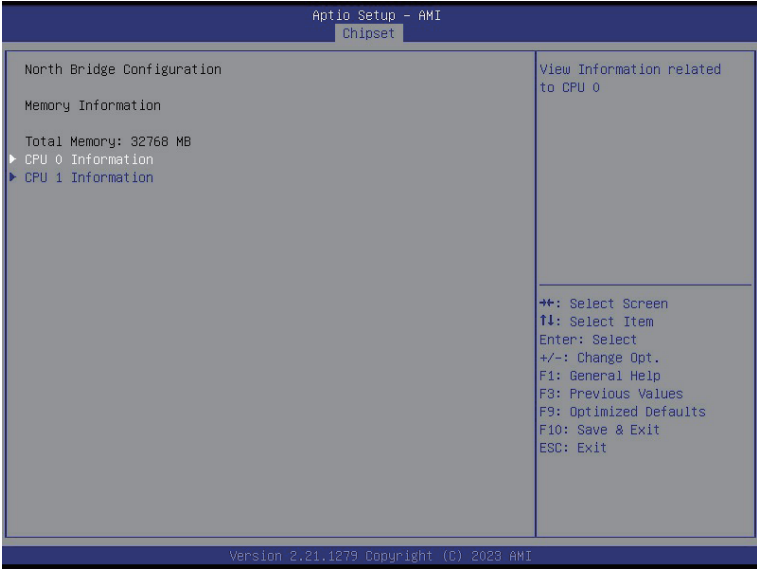 Aptio Setup – AMI
Chipset
North Bridge Configuration
Memory Information
Total Memory: 32768 MB
▶ CPU 0 Information
▶ CPU 1 Information
View Information related
to CPU 0
→←: Select Screen
↑↓: Select Item
Enter: Select
+/-: Change Opt.
F1: General Help
F3: Previous Values
F9: Optimized Defaults
F10: Save & Exit
ESC: Exit
Version 2.21.1279 Copyright (C) 2023 AMI